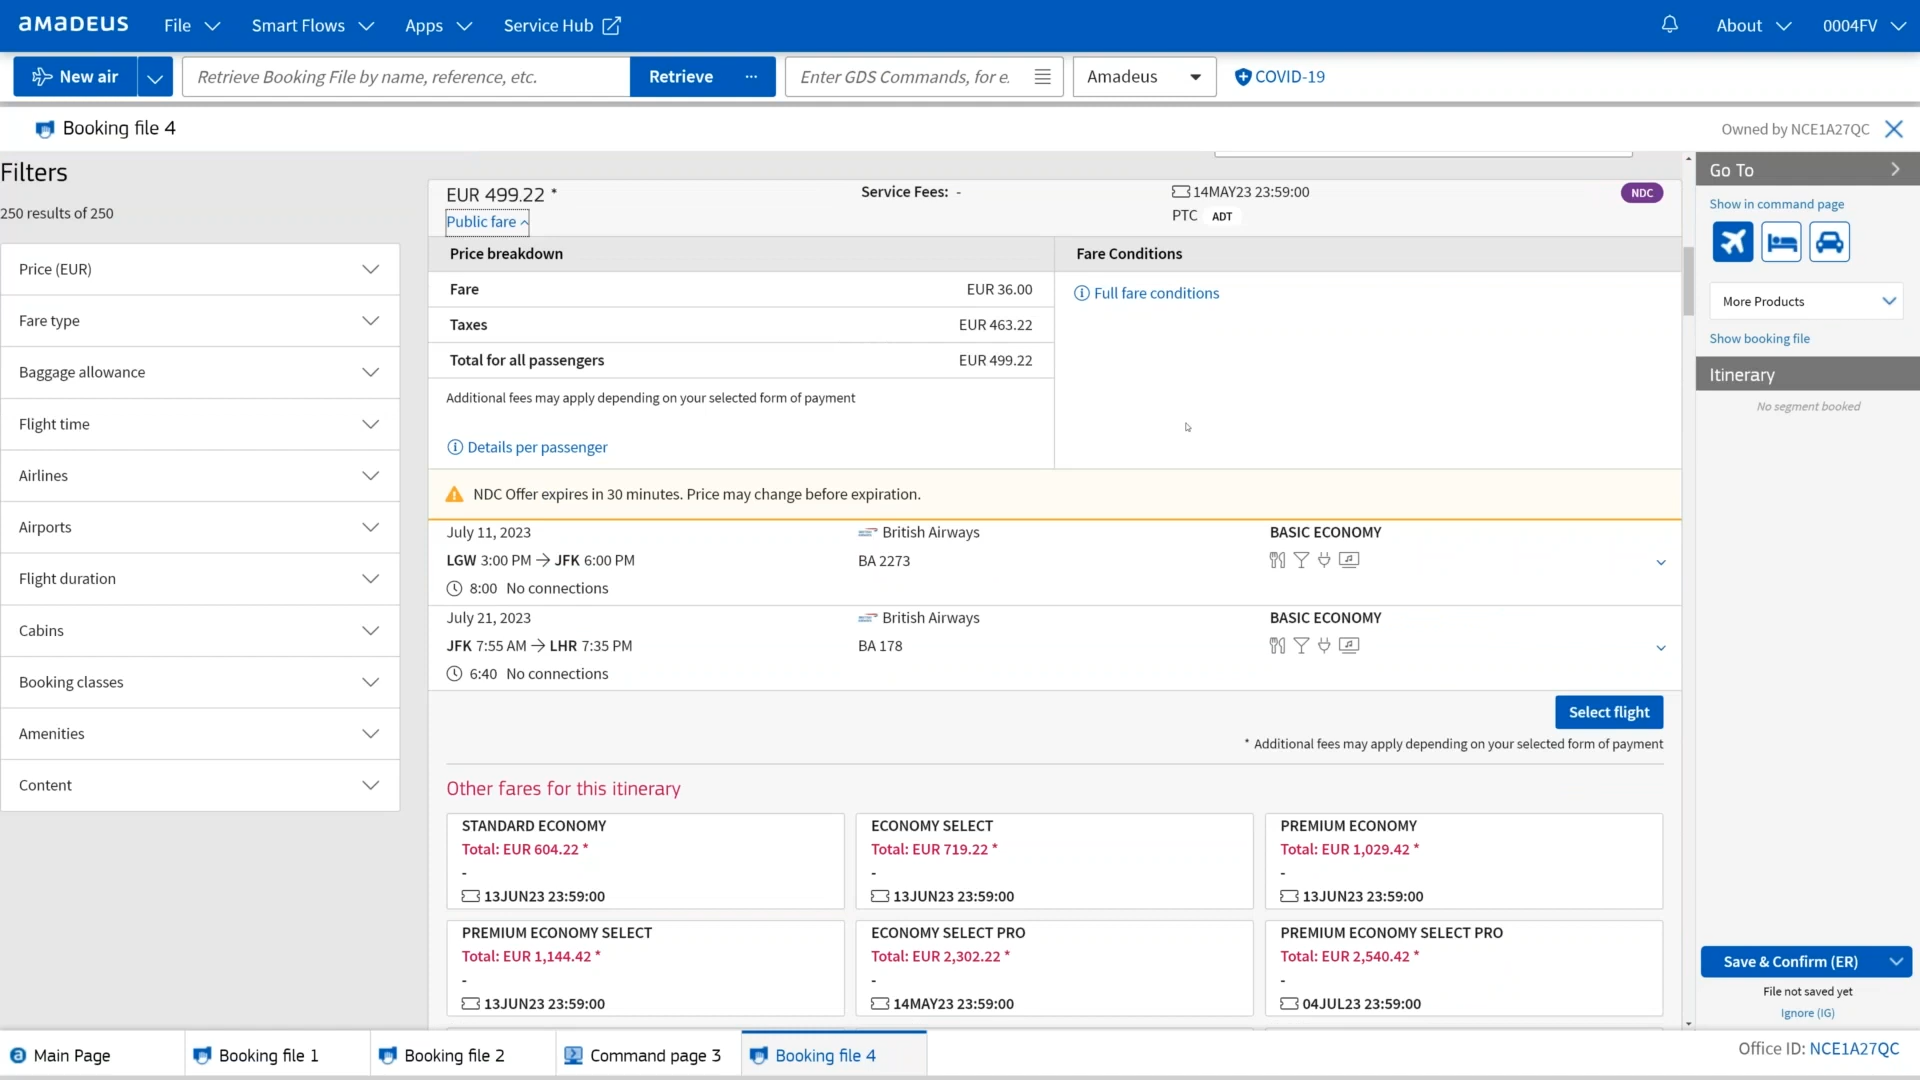 amadeus File Smart Flows Apps Service Hub About 0004FV
New air Retrieve Booking File by name, reference, etc. Retrieve ... Enter GDS Commands, for e. Amadeus COVID-19
Booking file 4 Owned by NCE1A27QC
Filters
250 results of 250
Price (EUR)
Fare type
Baggage allowance
Flight time
Airlines
Airports
Flight duration
Cabins
Booking classes
Amenities
Content
EUR 499.22 * Service Fees: - 14MAY23 23:59:00 NDC
Public fare PTC ADT
Price breakdown Fare Conditions
Fare EUR 36.00 Full fare conditions
Taxes EUR 463.22
Total for all passengers EUR 499.22
Additional fees may apply depending on your selected form of payment
Details per passenger
NDC Offer expires in 30 minutes. Price may change before expiration.
July 11, 2023 British Airways BASIC ECONOMY
LGW 3:00 PM → JFK 6:00 PM BA 2273
8:00 No connections
July 21, 2023 British Airways BASIC ECONOMY
JFK 7:55 AM → LHR 7:35 PM BA 178
6:40 No connections
Select flight
* Additional fees may apply depending on your selected form of payment
Other fares for this itinerary
STANDARD ECONOMY
Total: EUR 604.22 *
-
13JUN23 23:59:00
ECONOMY SELECT
Total: EUR 719.22 *
-
13JUN23 23:59:00
PREMIUM ECONOMY
Total: EUR 1,029.42 *
-
13JUN23 23:59:00
PREMIUM ECONOMY SELECT
Total: EUR 1,144.42 *
-
13JUN23 23:59:00
ECONOMY SELECT PRO
Total: EUR 2,302.22 *
-
14MAY23 23:59:00
PREMIUM ECONOMY SELECT PRO
Total: EUR 2,540.42 *
-
04JUL23 23:59:00
Go To
Show in command page
More Products
Show booking file
Itinerary
No segment booked
Save & Confirm (ER)
File not saved yet
Ignore (IG)
Main Page Booking file 1 Booking file 2 Command page 3 Booking file 4 Office ID: NCE1A27QC